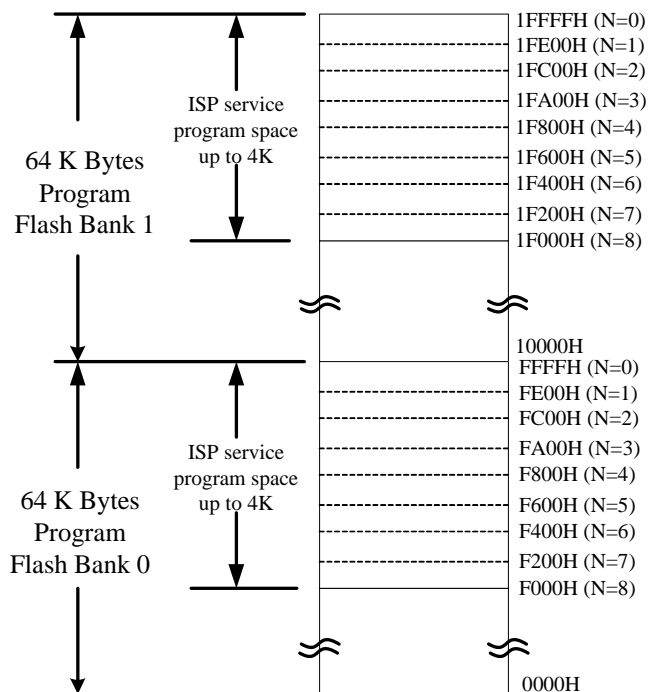 64 K Bytes
Program
Flash Bank 1
ISP service
program space
up to 4K
1FFFFH (N=0)
1FE00H (N=1)
1FC00H (N=2)
1FA00H (N=3)
1F800H (N=4)
1F600H (N=5)
1F400H (N=6)
1F200H (N=7)
1F000H (N=8)
10000H
64 K Bytes
Program
Flash Bank 0
ISP service
program space
up to 4K
FFFFH (N=0)
FE00H (N=1)
FC00H (N=2)
FA00H (N=3)
F800H (N=4)
F600H (N=5)
F400H (N=6)
F200H (N=7)
F000H (N=8)
0000H